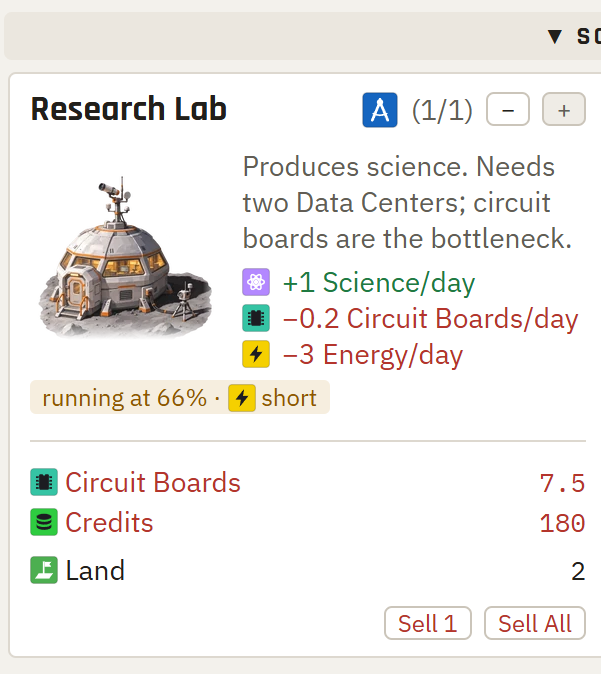 ▼ SC
Research Lab (1/1) − +
Produces science. Needs
two Data Centers; circuit
boards are the bottleneck.
+1 Science/day
−0.2 Circuit Boards/day
−3 Energy/day
running at 66% · short
Circuit Boards 7.5
Credits 180
Land 2
Sell 1 Sell All